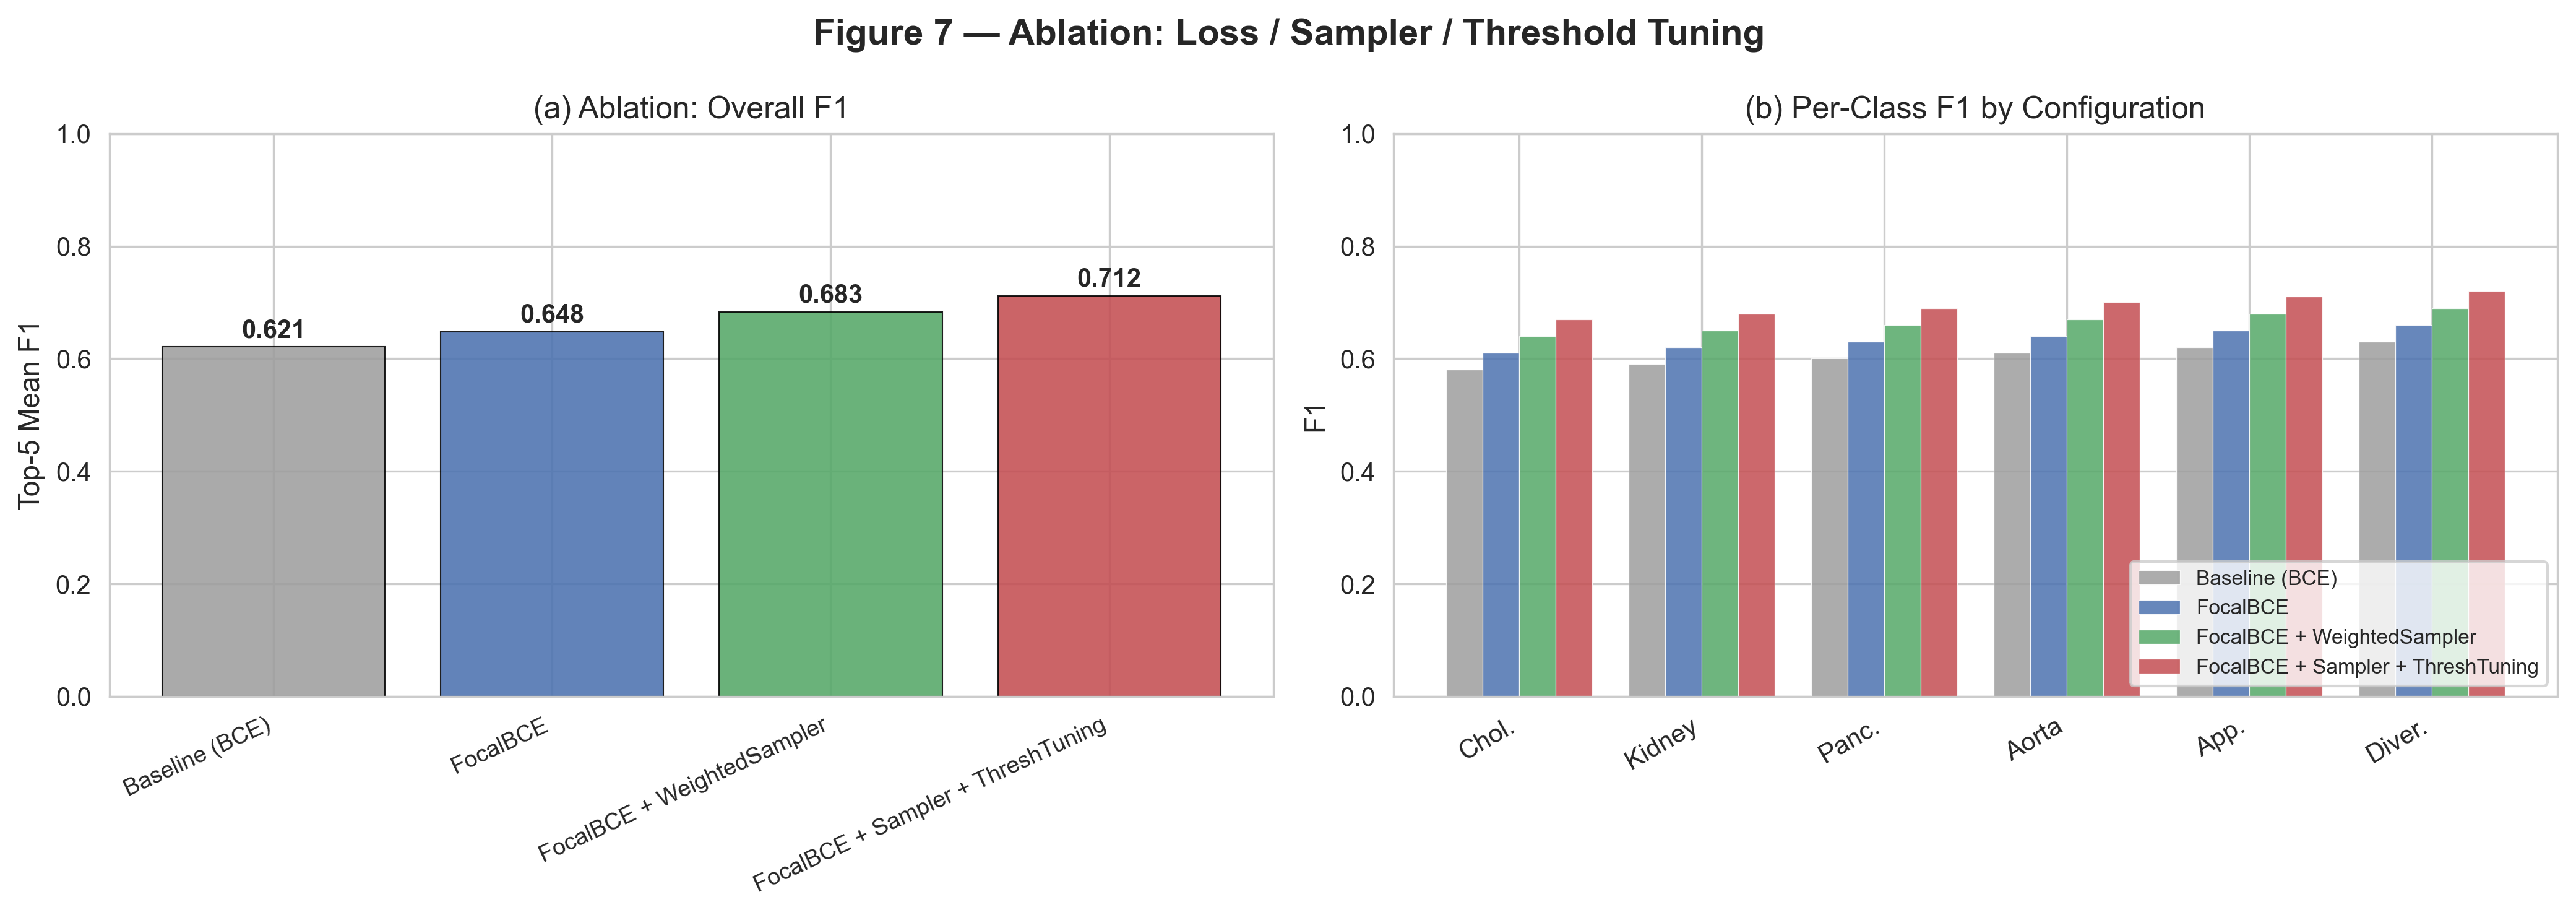 Figure 7 — Ablation: Loss / Sampler / Threshold Tuning
(a) Ablation: Overall F1
Top-5 Mean F1
1.0
0.8
0.6
0.4
0.2
0.0
0.621
0.648
0.683
0.712
Baseline (BCE)
FocalBCE
FocalBCE + WeightedSampler
FocalBCE + Sampler + ThreshTuning
(b) Per-Class F1 by Configuration
F1
1.0
0.8
0.6
0.4
0.2
0.0
Chol.
Kidney
Panc.
Aorta
App.
Diver.
Baseline (BCE)
FocalBCE
FocalBCE + WeightedSampler
FocalBCE + Sampler + ThreshTuning